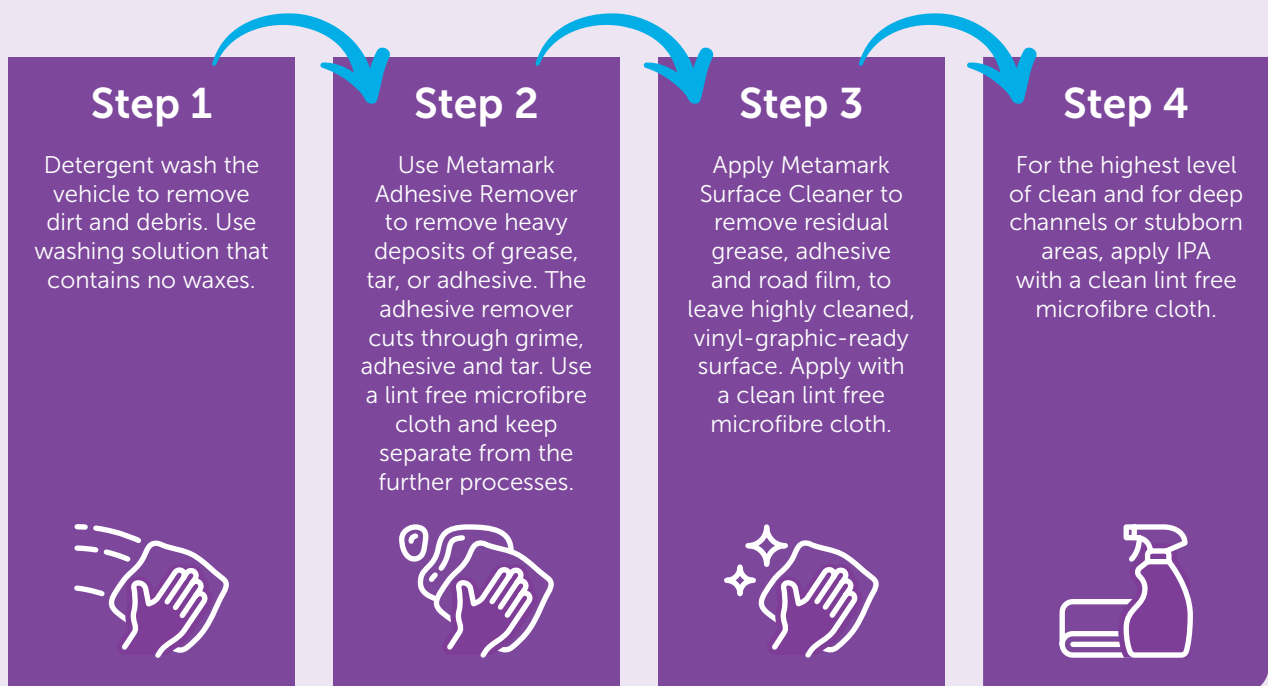 Step 1
Detergent wash the
vehicle to remove
dirt and debris. Use
washing solution that
contains no waxes.
Step 2
Use Metamark
Adhesive Remover
to remove heavy
deposits of grease,
tar, or adhesive. The
adhesive remover
cuts through grime,
adhesive and tar. Use
a lint free microfibre
cloth and keep
separate from the
further processes.
Step 3
Apply Metamark
Surface Cleaner to
remove residual
grease, adhesive
and road film, to
leave highly cleaned,
vinyl-graphic-ready
surface. Apply with
a clean lint free
microfibre cloth.
Step 4
For the highest level
of clean and for deep
channels or stubborn
areas, apply IPA
with a clean lint free
microfibre cloth.